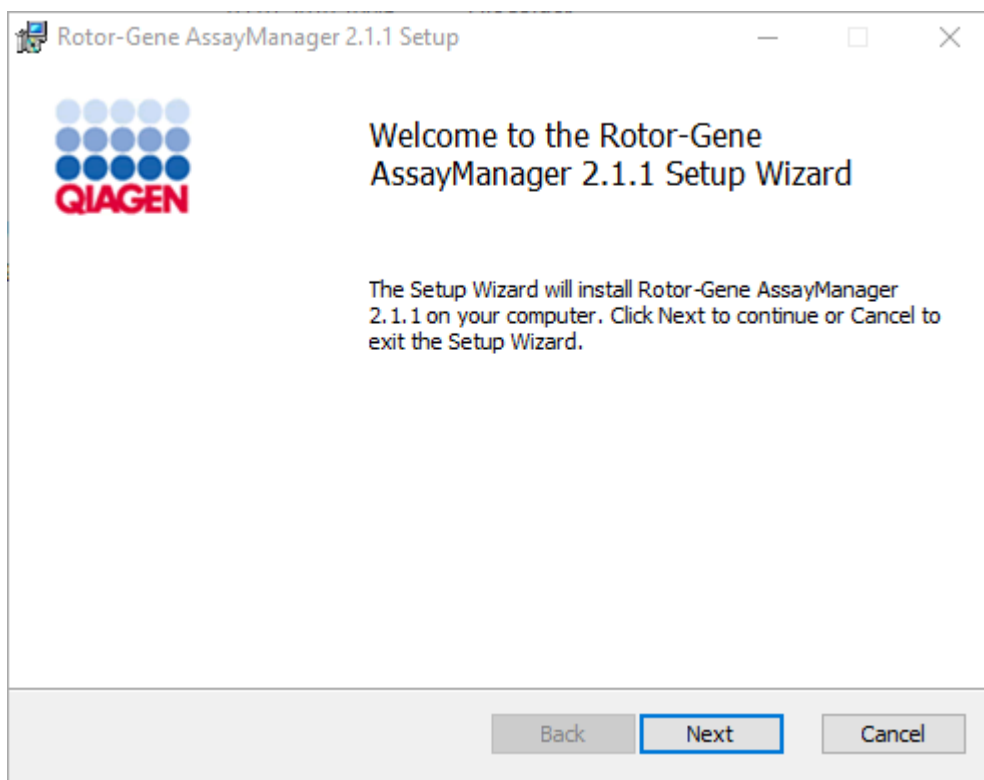 Rotor-Gene AssayManager 2.1.1 Setup
QIAGEN
Welcome to the Rotor-Gene
AssayManager 2.1.1 Setup Wizard
The Setup Wizard will install Rotor-Gene AssayManager
2.1.1 on your computer. Click Next to continue or Cancel to
exit the Setup Wizard.
Back
Next
Cancel